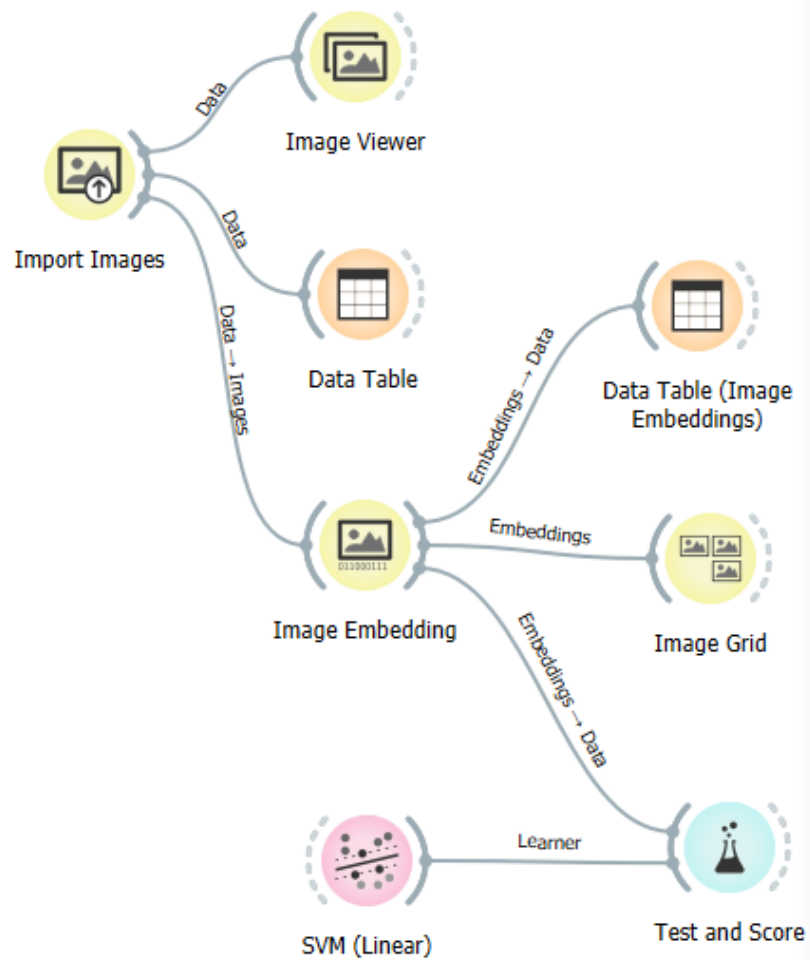 Data
Image Viewer
Import Images
Data
Data Table
Data → Images
Embeddings → Data
Data Table (Image
Embeddings)
011000111
Image Embedding
Embeddings
Image Grid
Embeddings → Data
Learner
SVM (Linear)
Test and Score